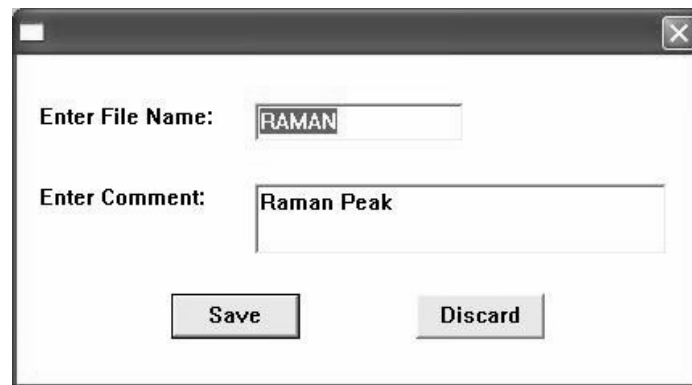 Enter File Name: RAMAN
Enter Comment: Raman Peak
Save Discard